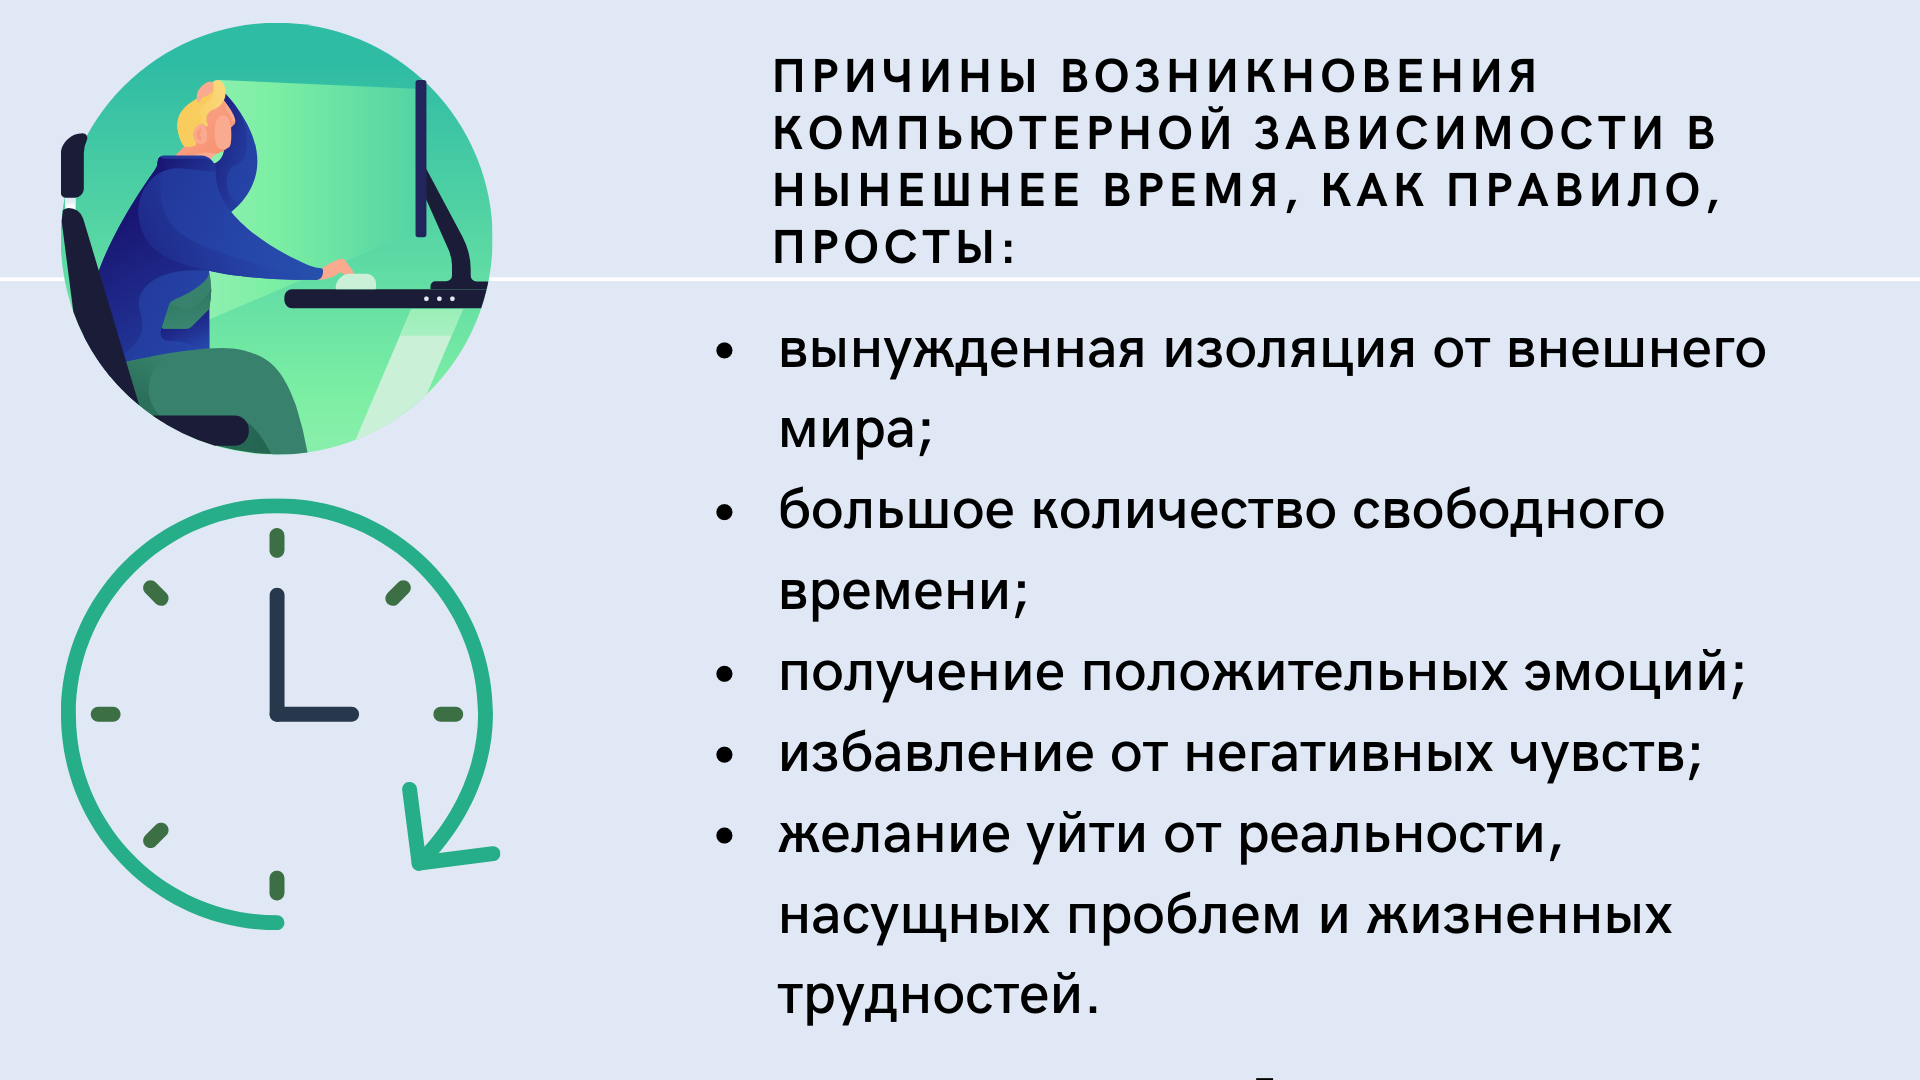 ПРИЧИНЫ ВОЗНИКНОВЕНИЯ
КОМПЬЮТЕРНОЙ ЗАВИСИМОСТИ В
НЫНЕШНЕЕ ВРЕМЯ, КАК ПРАВИЛО,
ПРОСТЫ:
• вынужденная изоляция от внешнего
мира;
• большое количество свободного
времени;
• получение положительных эмоций;
• избавление от негативных чувств;
• желание уйти от реальности,
насущных проблем и жизненных
трудностей.